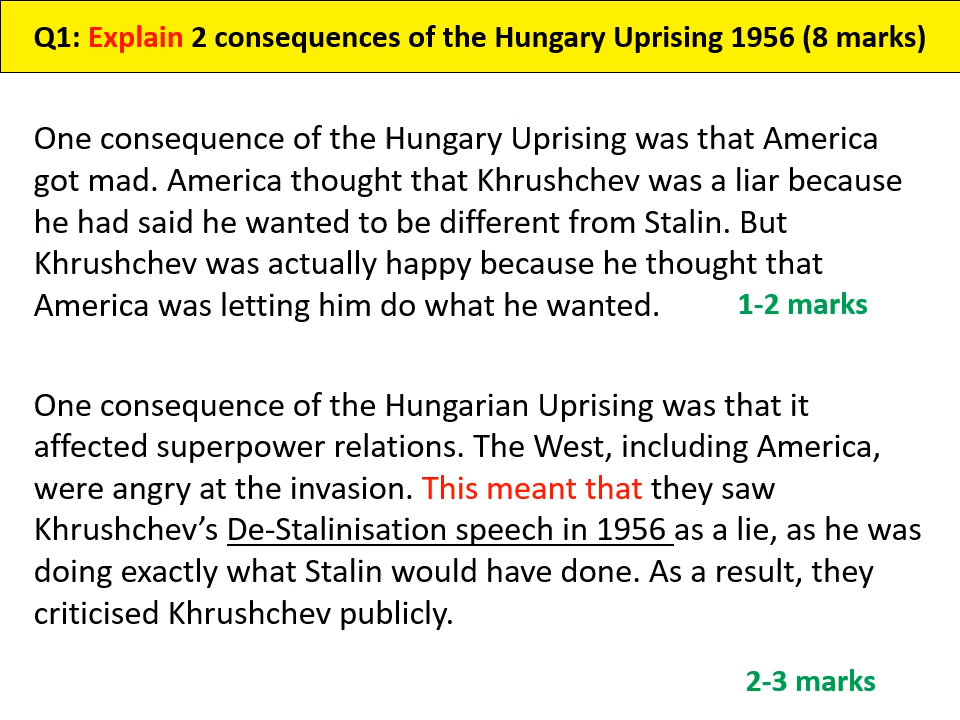 Q1: Explain 2 consequences of the Hungary Uprising 1956 (8 marks)
One consequence of the Hungary Uprising was that America
got mad. America thought that Khrushchev was a liar because
he had said he wanted to be different from Stalin. But
Khrushchev was actually happy because he thought that
America was letting him do what he wanted.
1-2 marks
One consequence of the Hungarian Uprising was that it
affected superpower relations. The West, including America,
were angry at the invasion. This meant that they saw
Khrushchev’s De-Stalinisation speech in 1956 as a lie, as he was
doing exactly what Stalin would have done. As a result, they
criticised Khrushchev publicly.
2-3 marks